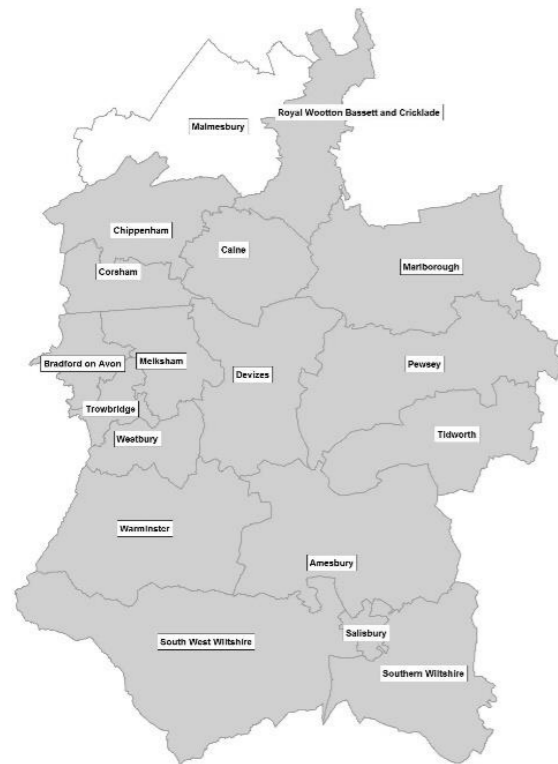 Royal Wootton Bassett and Cricklade
Malmesbury
Chippenham
Calne
Corsham
Marlborough
Bradford on Avon
Melksham
Devizes
Pewsey
Trowbridge
Westbury
Tidworth
Warminster
Amesbury
South West Wiltshire
Salisbury
Southern Wiltshire